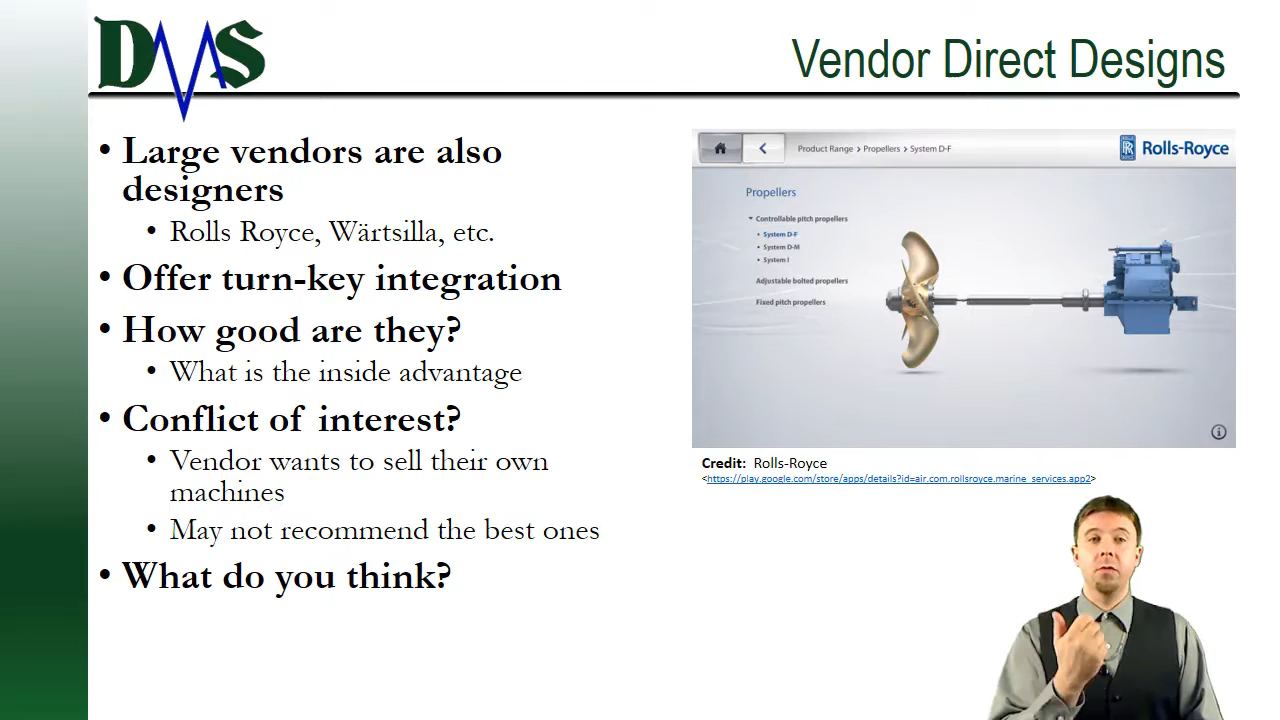 DMS
Vendor Direct Designs
• Large vendors are also
designers
• Rolls Royce, Wärtsilla, etc.
• Offer turn-key integration
• How good are they?
• What is the inside advantage
• Conflict of interest?
• Vendor wants to sell their own
machines
• May not recommend the best ones
• What do you think?
Product Range > Propellers > System D-F
RR
Rolls-Royce
Propellers
Controllable pitch propellers
• System D-F
• System D-M
• System I
Adjustable bolted propellers
Fixed pitch propellers
Credit: Rolls-Royce
<https://play.google.com/store/apps/details?id=air.com.rollsroyce.marine_services.app2>